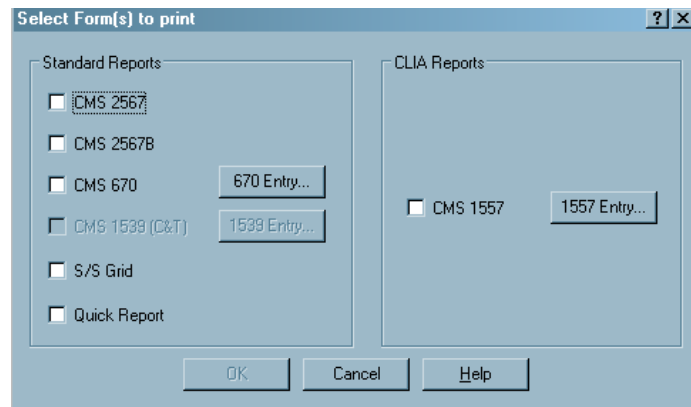 Select Form(s) to print
Standard Reports
CMS 2567
CMS 2567B
CMS 670
670 Entry...
CMS 1539 (C&T)
1539 Entry...
S/S Grid
Quick Report
CLIA Reports
CMS 1557
1557 Entry...
OK
Cancel
Help